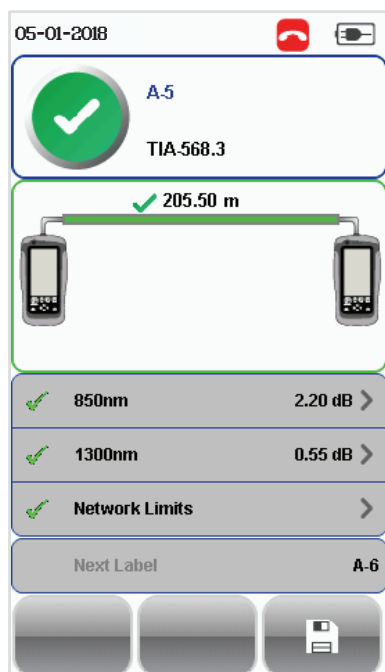 05-01-2018
A-5
TIA-568.3
205.50 m
850nm 2.20 dB
1300nm 0.55 dB
Network Limits
Next Label A-6